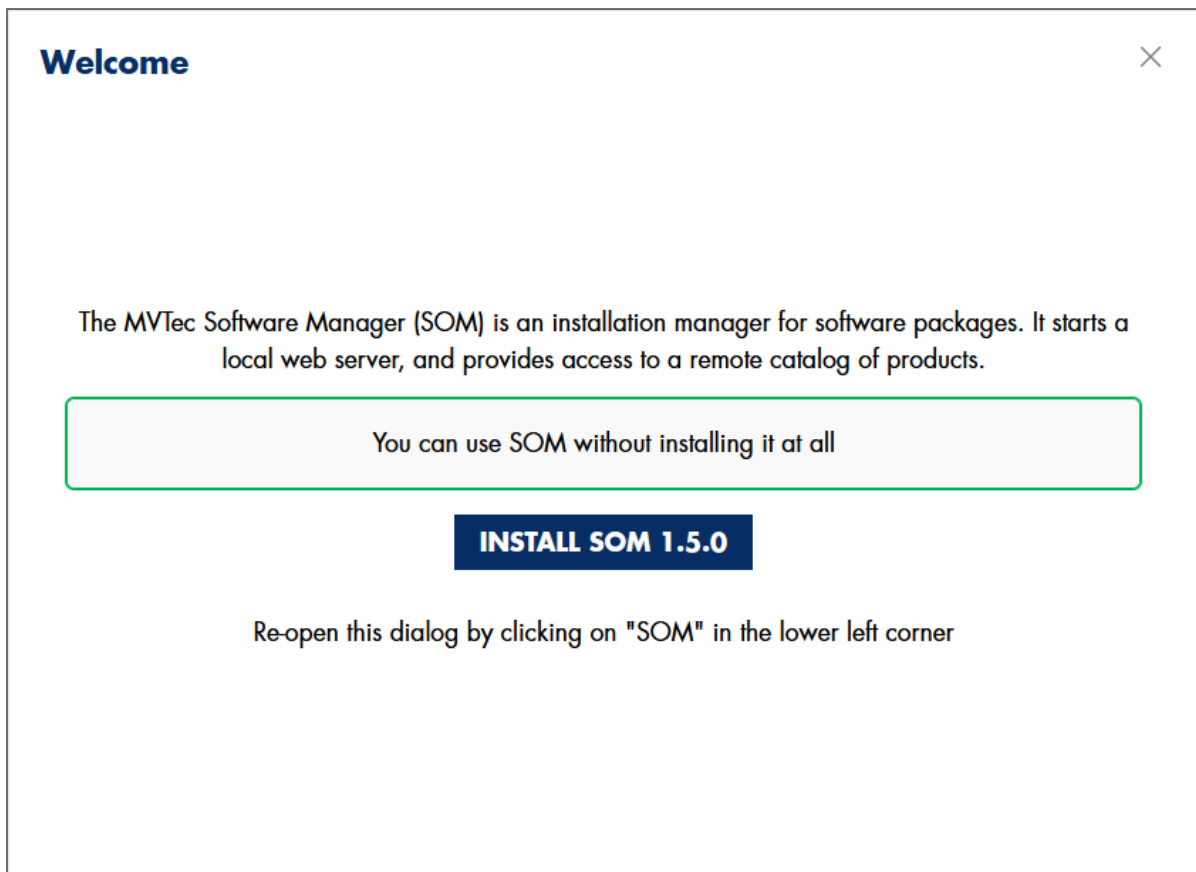 Welcome
The MVTec Software Manager (SOM) is an installation manager for software packages. It starts a
local web server, and provides access to a remote catalog of products.
You can use SOM without installing it at all
INSTALL SOM 1.5.0
Re-open this dialog by clicking on "SOM" in the lower left corner